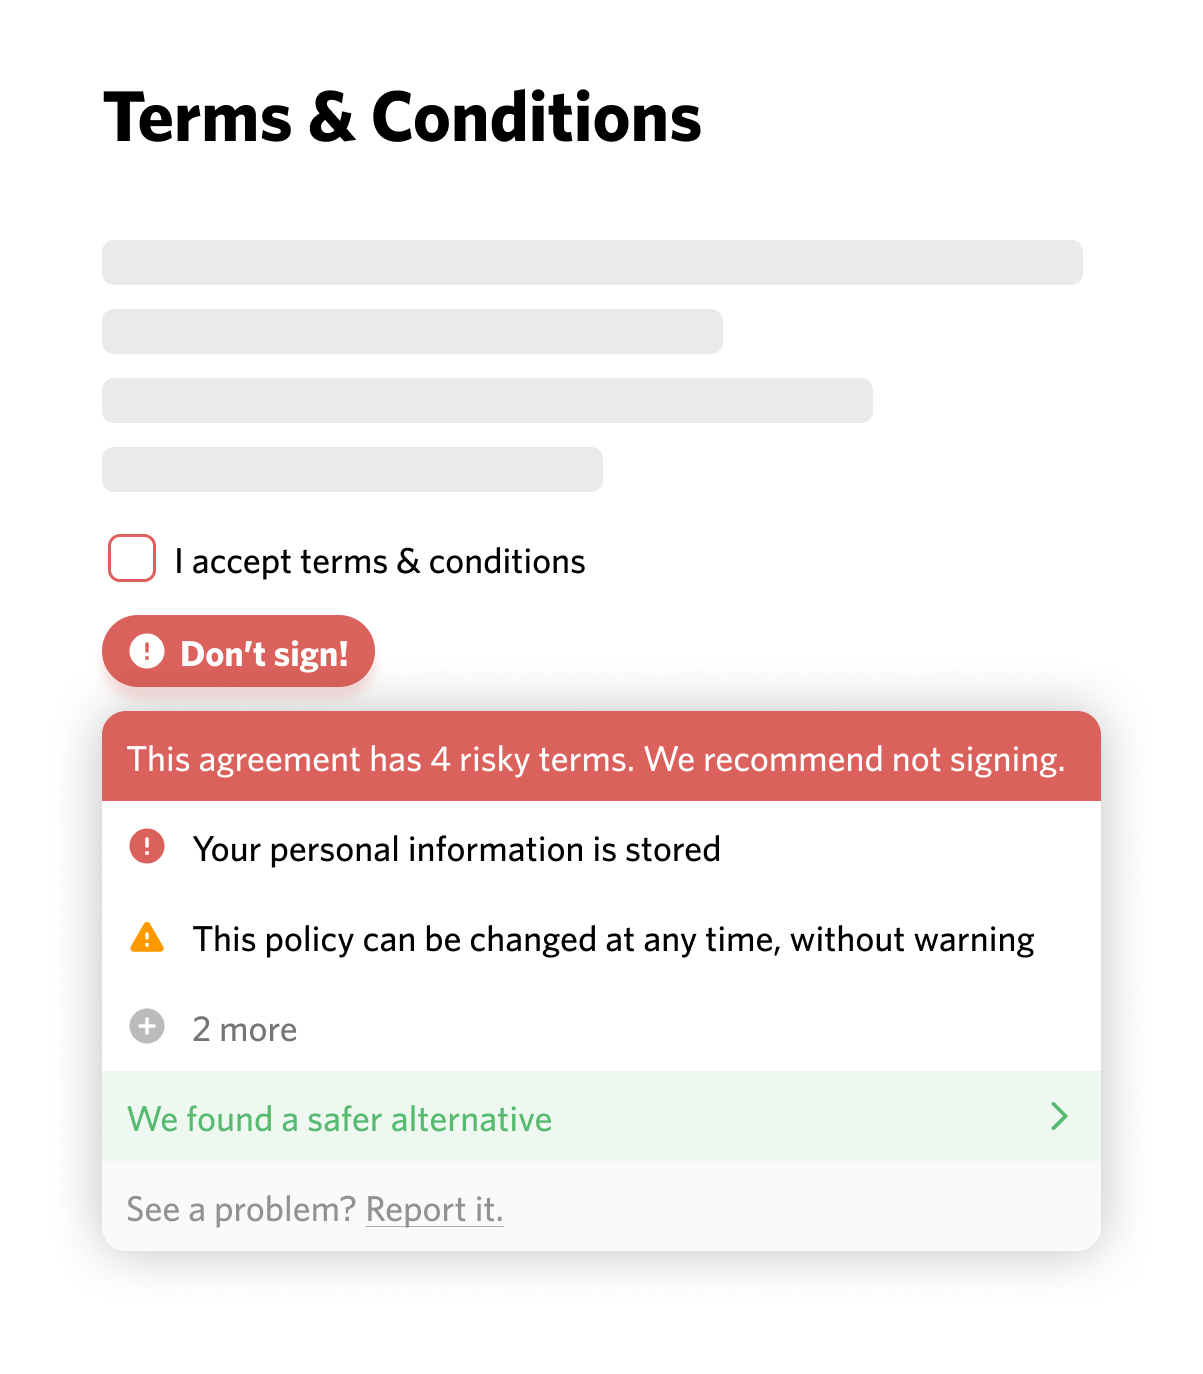 Terms & Conditions
I accept terms & conditions
Don’t sign!
This agreement has 4 risky terms. We recommend not signing.
Your personal information is stored
This policy can be changed at any time, without warning
2 more
We found a safer alternative
See a problem? Report it.